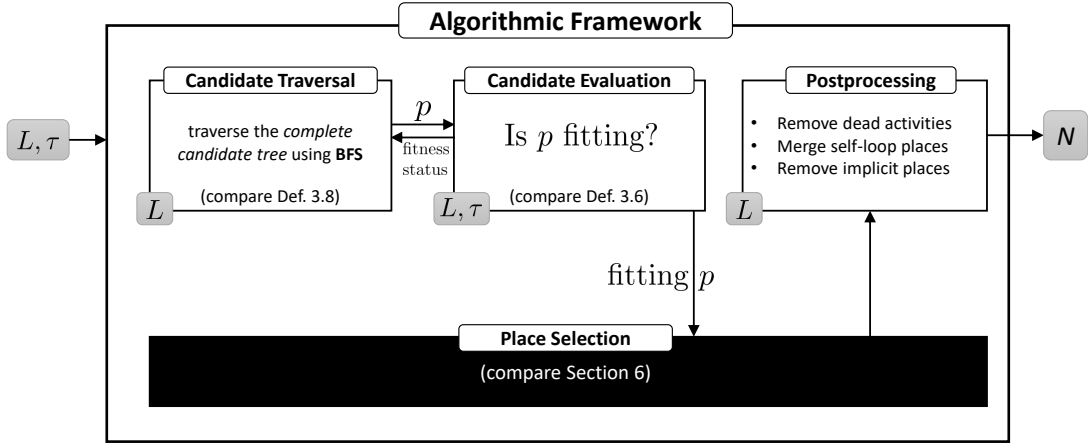 Algorithmic Framework
Candidate Traversal
Candidate Evaluation
Postprocessing
L, τ
traverse the complete
candidate tree using BFS
(compare Def. 3.8)
L
p
fitness
status
Is p fitting?
(compare Def. 3.6)
L, τ
• Remove dead activities
• Merge self-loop places
• Remove implicit places
L
N
fitting p
Place Selection
(compare Section 6)